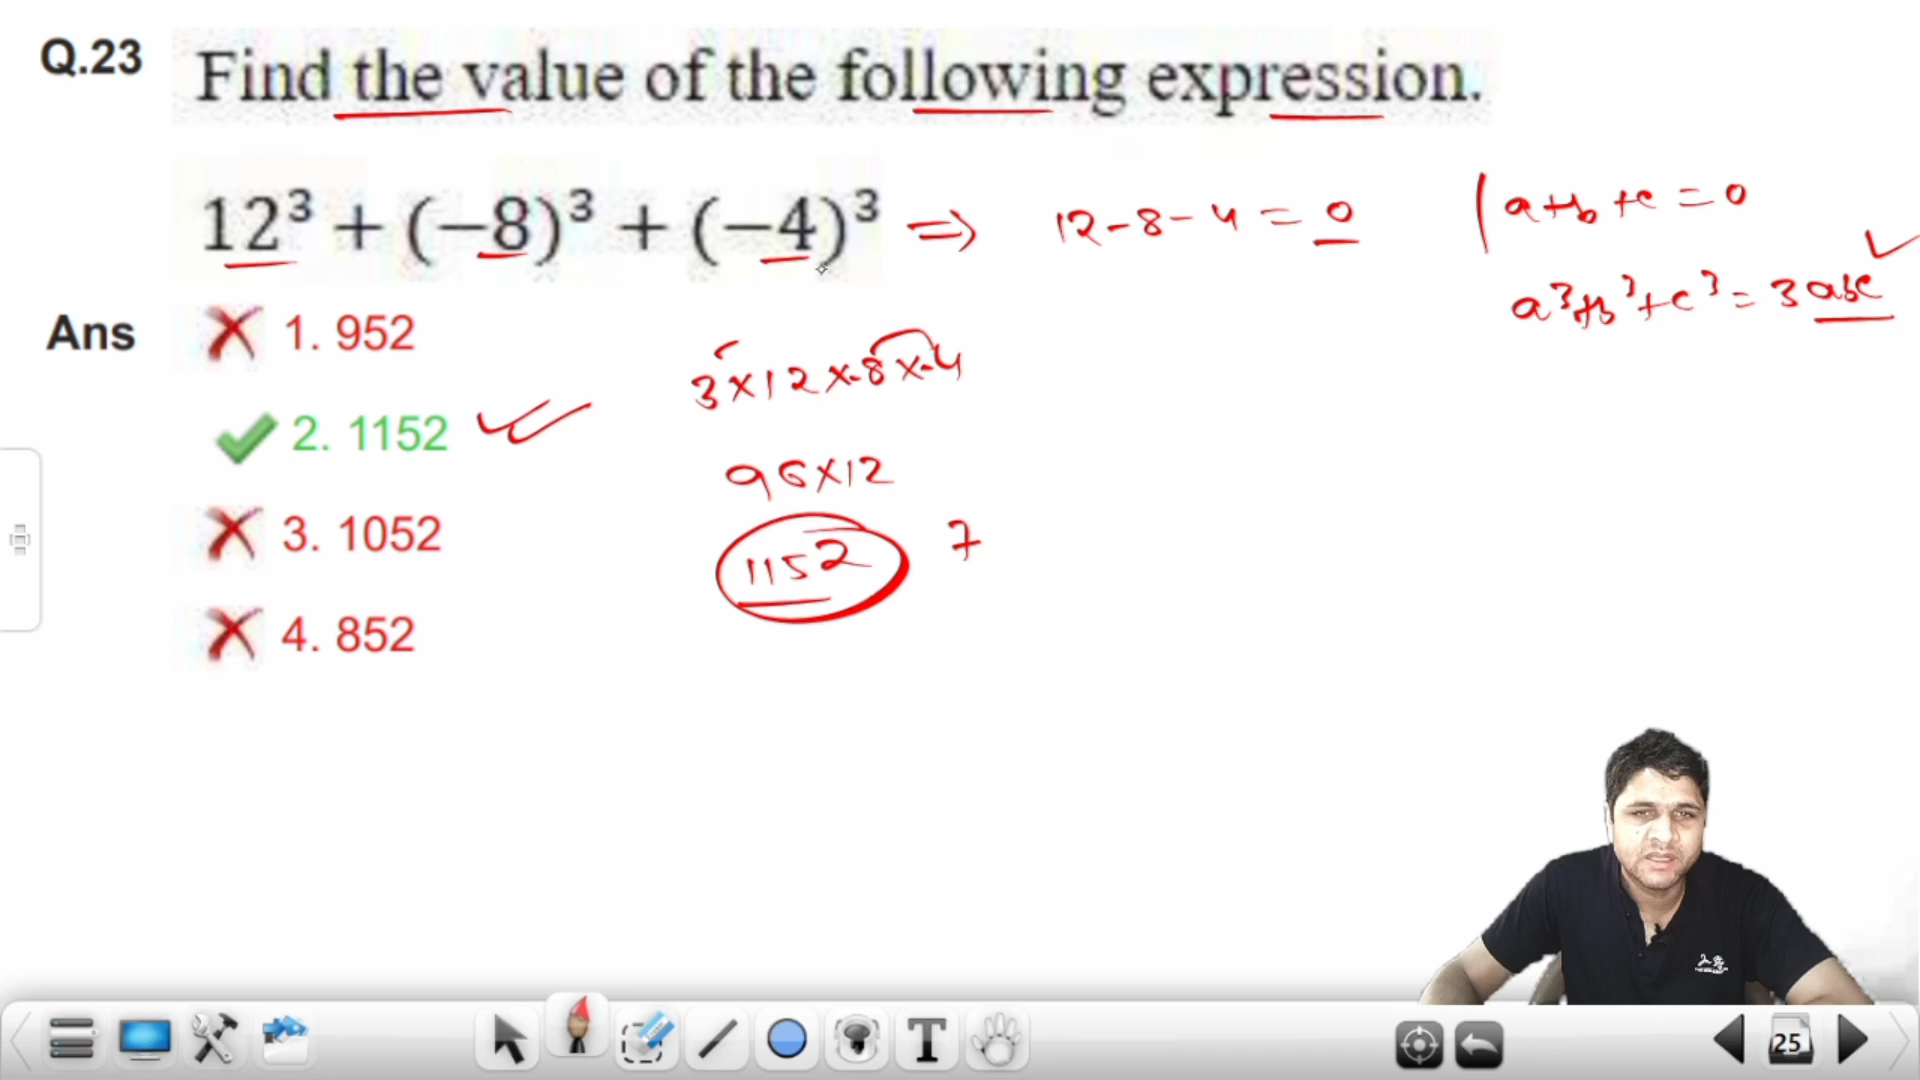 Q.23 Find the value of the following expression.
12³ + (−8)³ + (−4)³ ⇒ 12-8-4 = 0 | a+b+c = 0
a³+b³+c³ = 3abc
Ans 1. 952
3×12×-8×-4
2. 1152
96×12
3. 1052
1152 7
4. 852
T 25